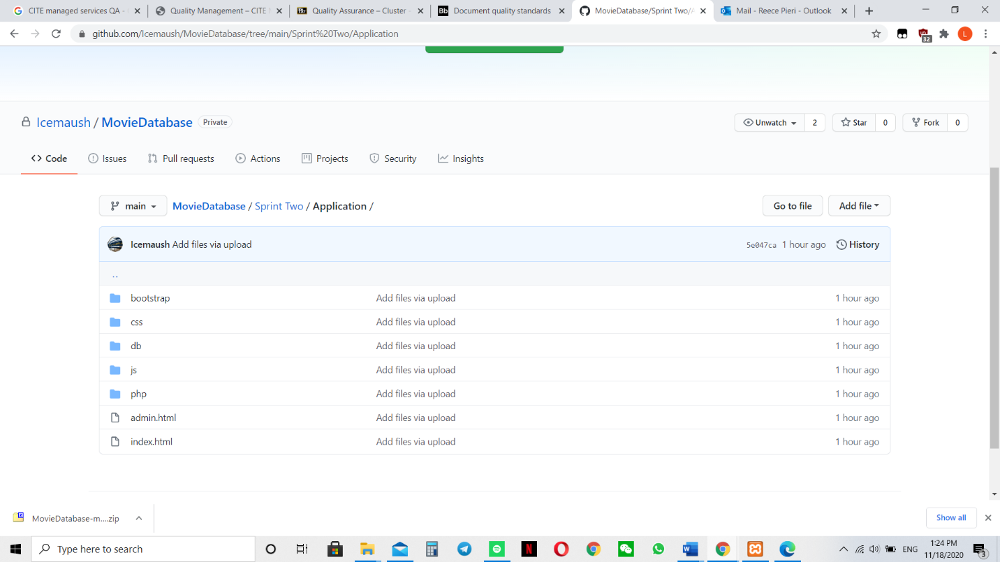 CITE managed services QA - 
Quality Management – CITE M
Quality Assurance – Cluster -
Document quality standards
MovieDatabase/Sprint Two/A
Mail - Reece Pieri - Outlook
github.com/Icemaush/MovieDatabase/tree/main/Sprint%20Two/Application
32
L
Icemaush / MovieDatabase Private
Unwatch 2
Star 0
Fork 0
Code Issues Pull requests Actions Projects Security Insights
main MovieDatabase / Sprint Two / Application /
Go to file Add file
Icemaush Add files via upload 5e047ca 1 hour ago History
..
bootstrap Add files via upload 1 hour ago
css Add files via upload 1 hour ago
db Add files via upload 1 hour ago
js Add files via upload 1 hour ago
php Add files via upload 1 hour ago
admin.html Add files via upload 1 hour ago
index.html Add files via upload 1 hour ago
MovieDatabase-m....zip
Show all
Type here to search
ENG
1:24 PM
11/18/2020
3